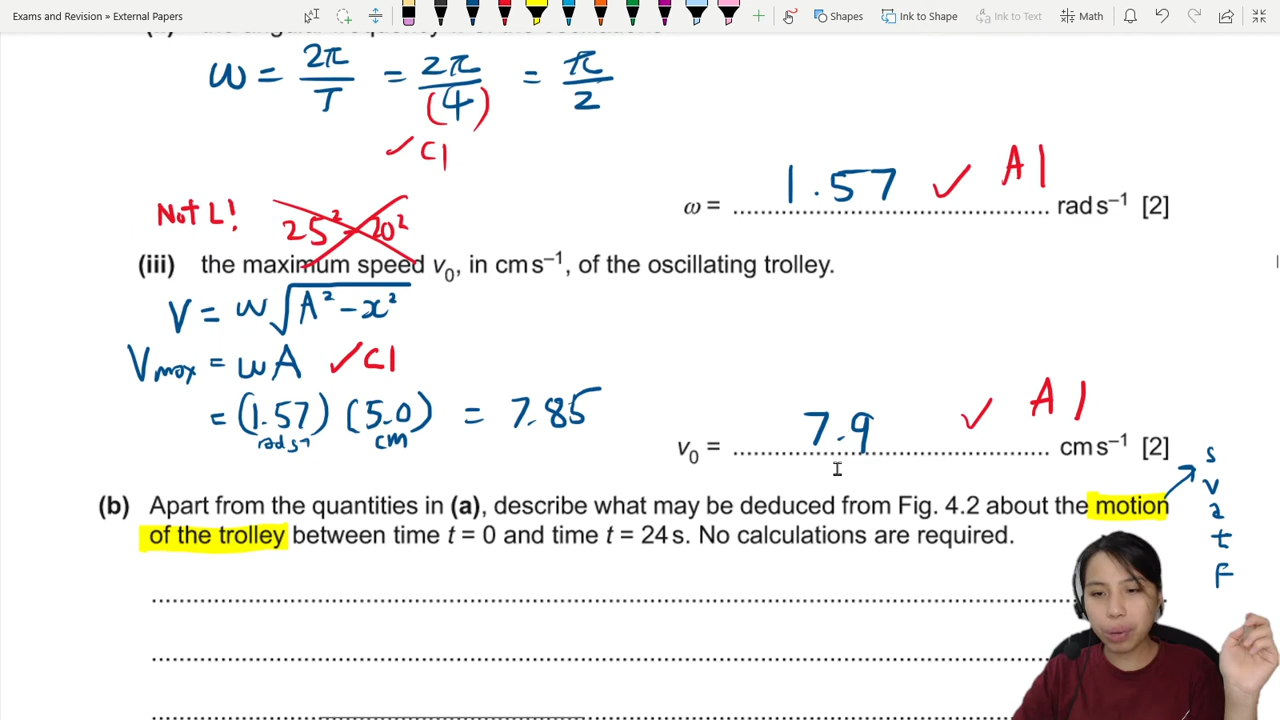 Exams and Revision » External Papers
Shapes
Ink to Shape
Ink to Text
Math
ω = 2π/T = 2π/(4) = π/2
✓ C1
1.57 ✓ A1
ω = ................................................ rad s⁻¹ [2]
Not L!
25² - 20²
(iii) the maximum speed v₀, in cm s⁻¹, of the oscillating trolley.
V = ω√(A² - x²)
Vmax = ωA ✓ C1
= (1.57) (5.0) = 7.85
rad s⁻¹ cm
7.9 ✓ A1
v₀ = ................................................ cm s⁻¹ [2]
s
v
a
t
F
(b) Apart from the quantities in (a), describe what may be deduced from Fig. 4.2 about the motion
of the trolley between time t = 0 and time t = 24 s. No calculations are required.